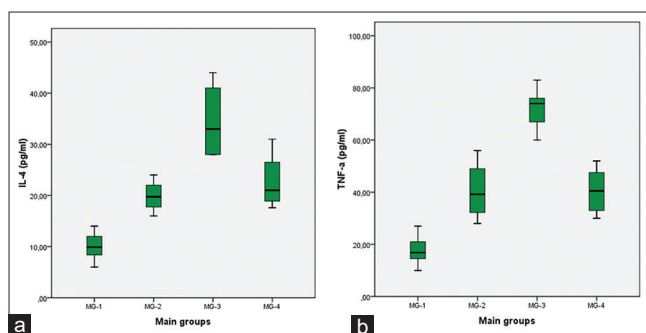 50,00
40,00
30,00
20,00
10,00
,00
IL-4 (pg/ml)
MG-1 MG-2 MG-3 MG-4
Main groups
a
100,00
80,00
60,00
40,00
20,00
,00
TNF-a (pg/ml)
MG-1 MG-2 MG-3 MG-4
Main groups
b